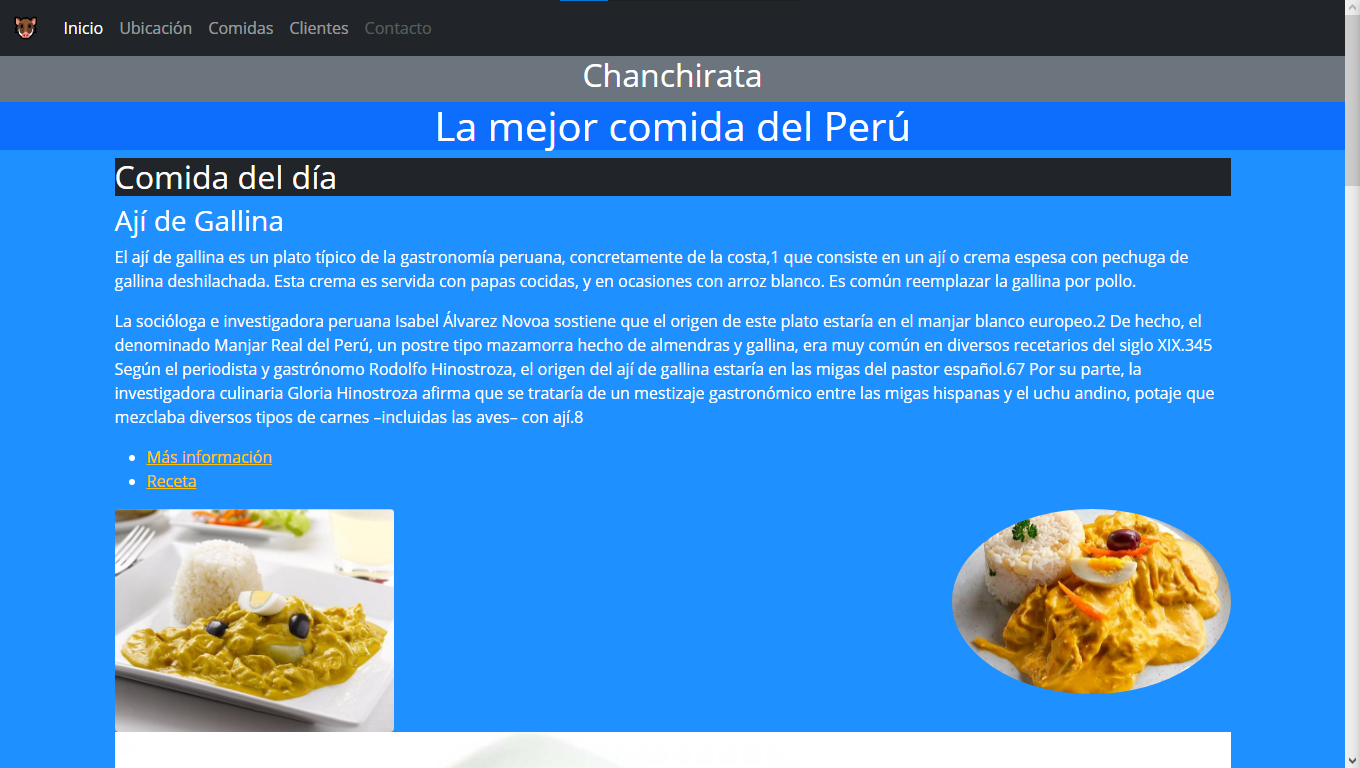 Inicio Ubicación Comidas Clientes Contacto
Chanchirata
La mejor comida del Perú
Comida del día
Ají de Gallina
El ají de gallina es un plato típico de la gastronomía peruana, concretamente de la costa,1 que consiste en un ají o crema espesa con pechuga de
gallina deshilachada. Esta crema es servida con papas cocidas, y en ocasiones con arroz blanco. Es común reemplazar la gallina por pollo.
La socióloga e investigadora peruana Isabel Álvarez Novoa sostiene que el origen de este plato estaría en el manjar blanco europeo.2 De hecho, el
denominado Manjar Real del Perú, un postre tipo mazamorra hecho de almendras y gallina, era muy común en diversos recetarios del siglo XIX.345
Según el periodista y gastrónomo Rodolfo Hinostroza, el origen del ají de gallina estaría en las migas del pastor español.67 Por su parte, la
investigadora culinaria Gloria Hinostroza afirma que se trataría de un mestizaje gastronómico entre las migas hispanas y el uchu andino, potaje que
mezclaba diversos tipos de carnes –incluidas las aves– con ají.8
Más información
Receta